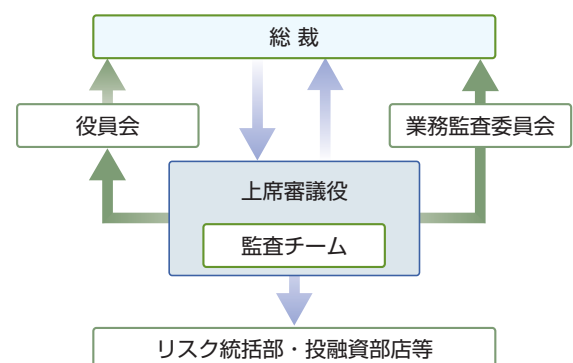 総 裁
役員会
業務監査委員会
上席審議役
監査チーム
リスク統括部・投融資部店等